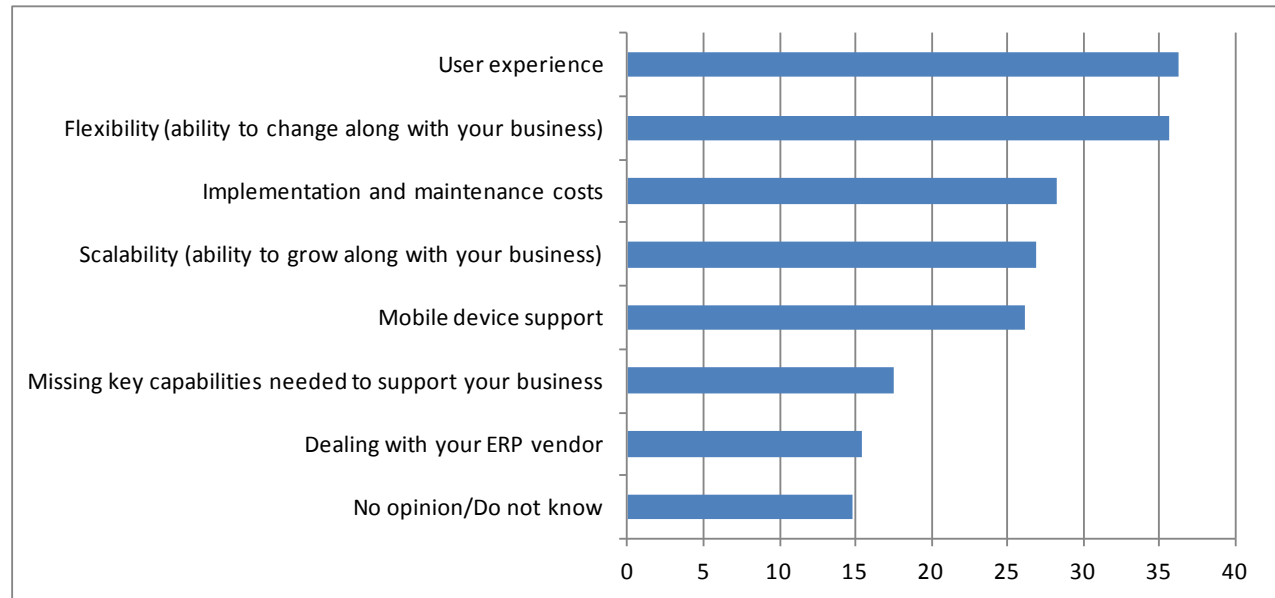 User experience
Flexibility (ability to change along with your business)
Implementation and maintenance costs
Scalability (ability to grow along with your business)
Mobile device support
Missing key capabilities needed to support your business
Dealing with your ERP vendor
No opinion/Do not know
0 5 10 15 20 25 30 35 40